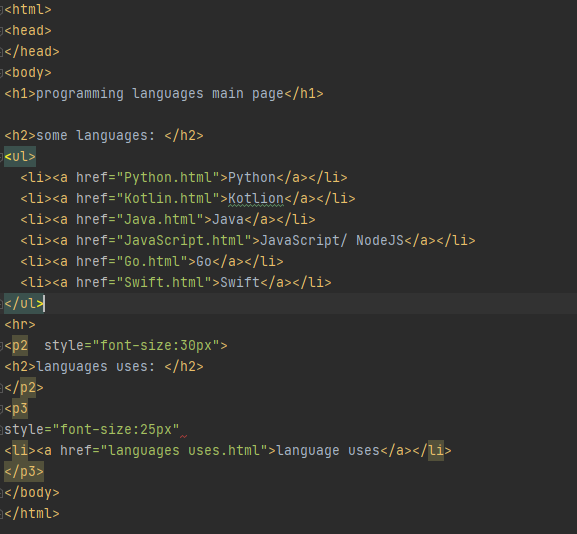 <html>
<head>
</head>
<body>
<h1>programming languages main page</h1>
<h2>some languages: </h2>
<ul>
<li><a href="Python.html">Python</a></li>
<li><a href="Kotlin.html">Kotlion</a></li>
<li><a href="Java.html">Java</a></li>
<li><a href="JavaScript.html">JavaScript/ NodeJS</a></li>
<li><a href="Go.html">Go</a></li>
<li><a href="Swift.html">Swift</a></li>
</ul>
<hr>
<p2  style="font-size:30px">
<h2>languages uses: </h2>
</p2>
<p3
style="font-size:25px"
<li><a href="languages uses.html">language uses</a></li>
</p3>
</body>
</html>